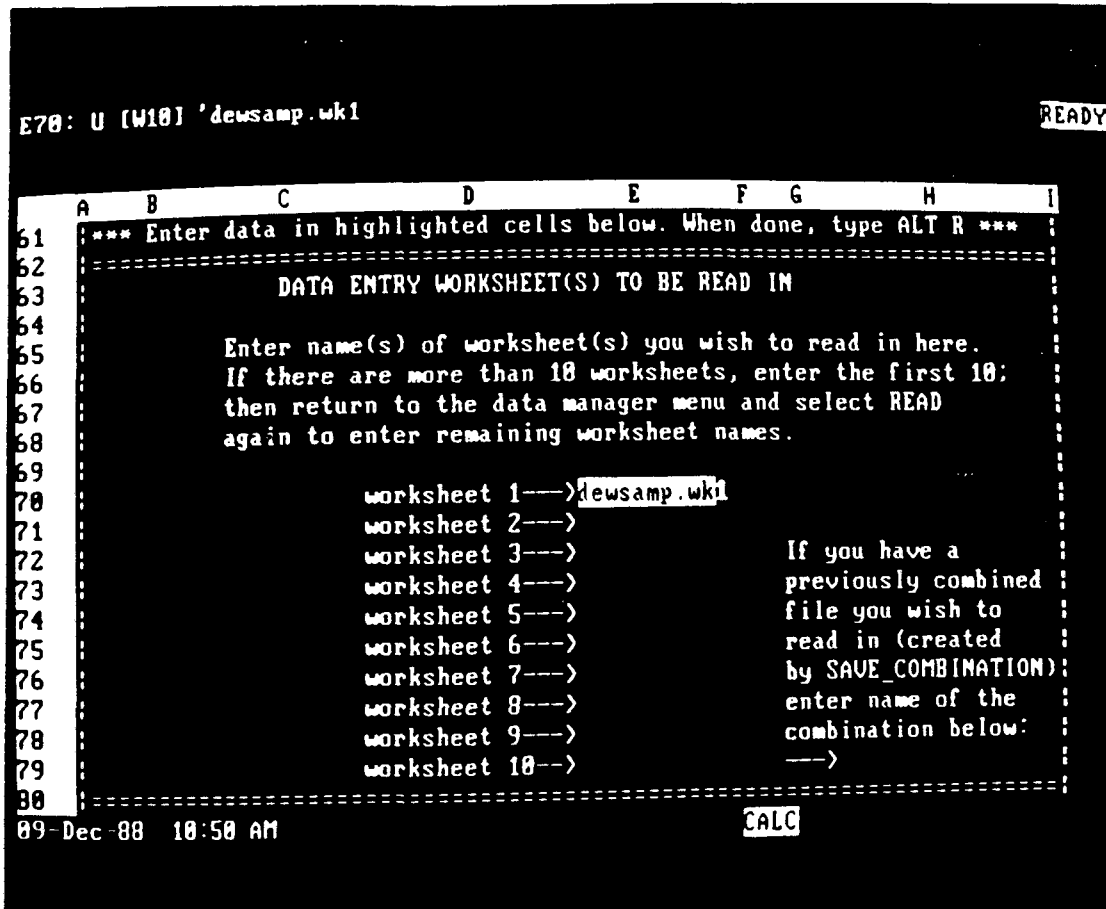 E70: U [W10] 'dewsamp.wk1 READY
A B C D E F G H I
61 *** Enter data in highlighted cells below. When done, type ALT R ***
62 ==================================================================
63 DATA ENTRY WORKSHEET(S) TO BE READ IN
64
65 Enter name(s) of worksheet(s) you wish to read in here.
66 If there are more than 10 worksheets, enter the first 10;
67 then return to the data manager menu and select READ
68 again to enter remaining worksheet names.
69
70 worksheet 1--->dewsamp.wk1
71 worksheet 2--->
72 worksheet 3---> If you have a
73 worksheet 4---> previously combined
74 worksheet 5---> file you wish to
75 worksheet 6---> read in (created
76 worksheet 7---> by SAVE_COMBINATION)
77 worksheet 8---> enter name of the
78 worksheet 9---> combination below:
79 worksheet 10--> --->
80 ==================================================================
09-Dec-88 10:50 AM CALC